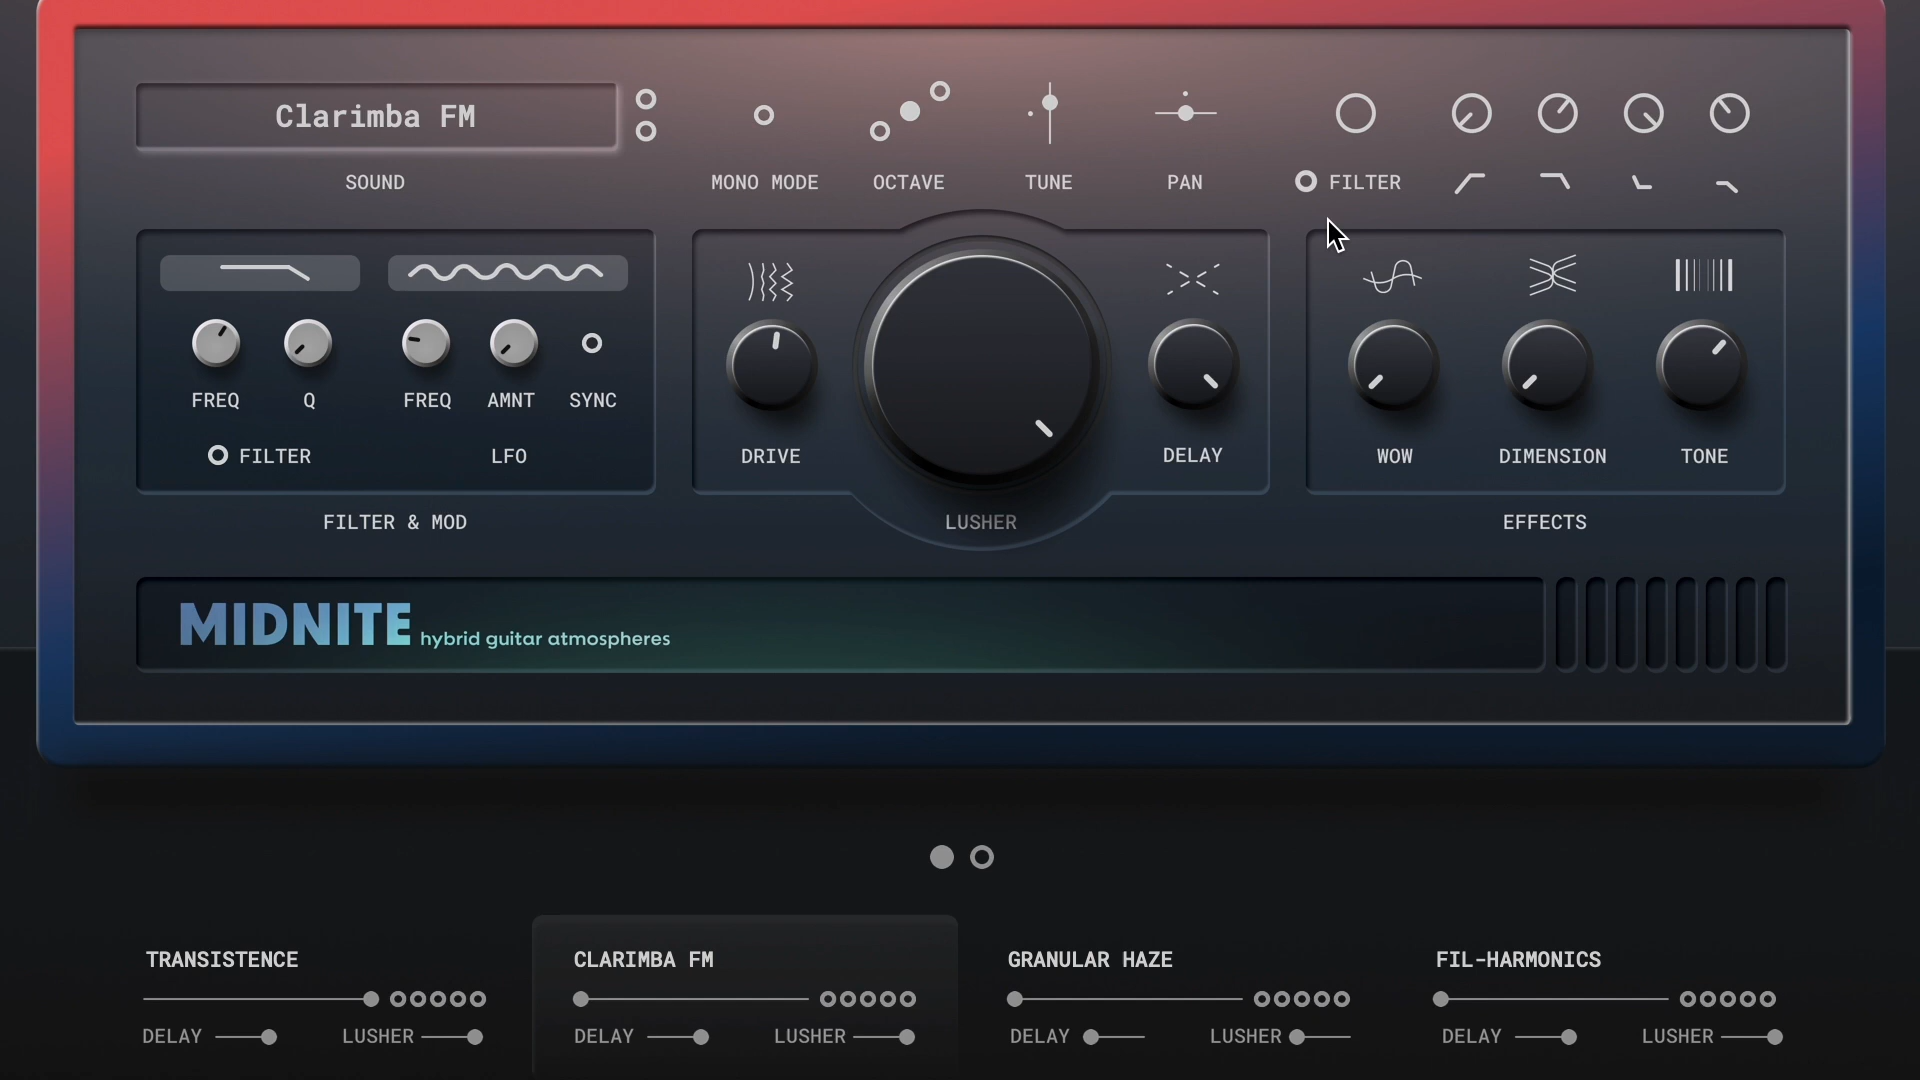 Clarimba FM
SOUND
MONO MODE
OCTAVE
TUNE
PAN
FILTER
FREQ
Q
FREQ
AMNT
SYNC
FILTER
LFO
FILTER & MOD
DRIVE
DELAY
LUSHER
WOW
DIMENSION
TONE
EFFECTS
MIDNITE hybrid guitar atmospheres
TRANSISTENCE
DELAY
LUSHER
CLARIMBA FM
DELAY
LUSHER
GRANULAR HAZE
DELAY
LUSHER
FIL-HARMONICS
DELAY
LUSHER